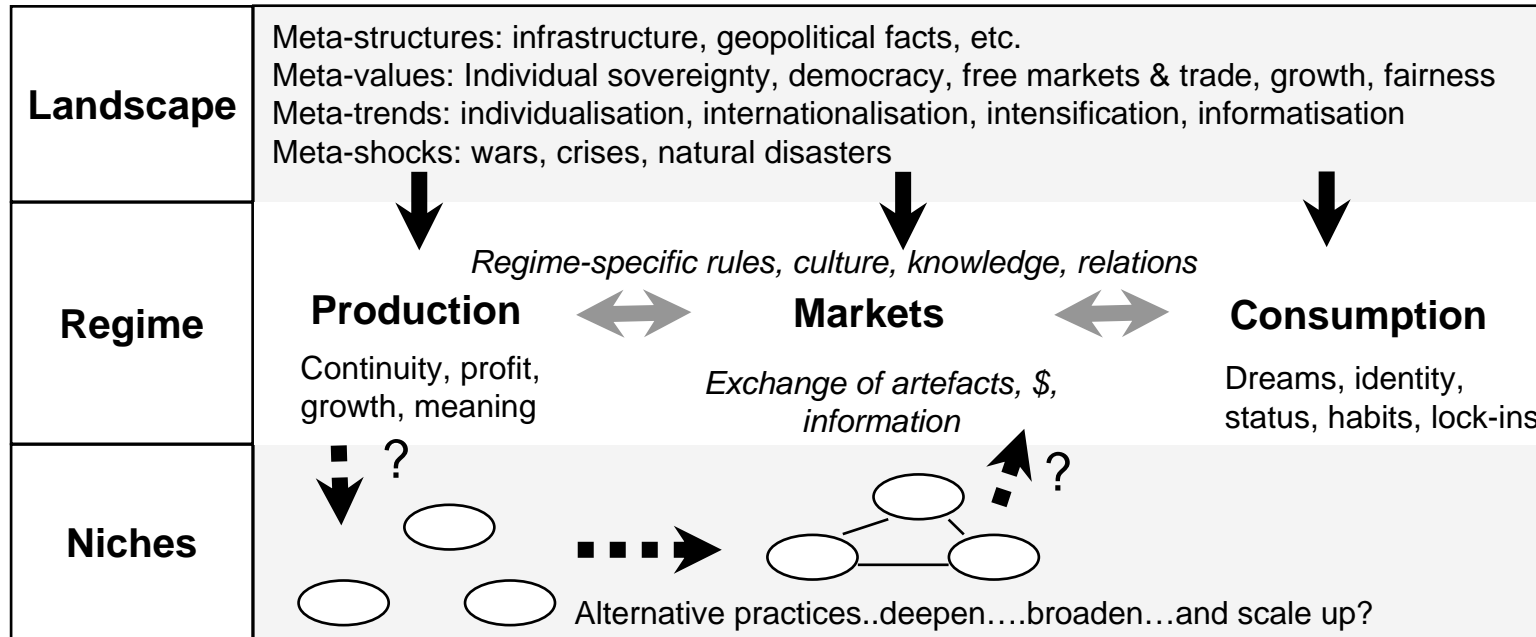 Landscape
Meta-structures: infrastructure, geopolitical facts, etc.
Meta-values: Individual sovereignty, democracy, free markets & trade, growth, fairness
Meta-trends: individualisation, internationalisation, intensification, informatisation
Meta-shocks: wars, crises, natural disasters
Regime
Regime-specific rules, culture, knowledge, relations
Production
Markets
Consumption
Continuity, profit,
growth, meaning
Exchange of artefacts, $,
information
Dreams, identity,
status, habits, lock-ins
?
?
Niches
Alternative practices..deepen….broaden…and scale up?